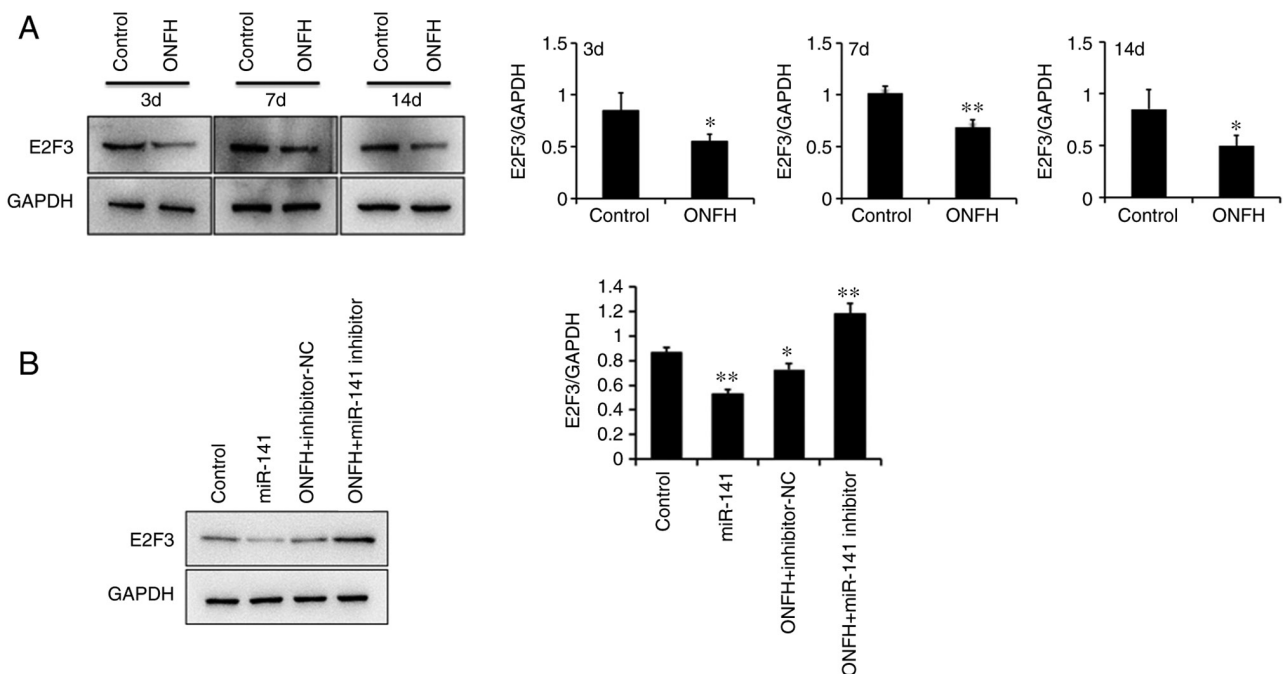 A
Control
ONFH
Control
ONFH
Control
ONFH
3d
7d
14d
E2F3
GAPDH
E2F3/GAPDH
1.5
1
0.5
0
3d
*
Control
ONFH
E2F3/GAPDH
1.5
1
0.5
0
7d
**
Control
ONFH
E2F3/GAPDH
1.5
1
0.5
0
14d
*
Control
ONFH
B
Control
miR-141
ONFH+inhibitor-NC
ONFH+miR-141 inhibitor
E2F3
GAPDH
E2F3/GAPDH
1.4
1.2
1
0.8
0.6
0.4
0.2
0
**
*
**
Control
miR-141
ONFH+inhibitor-NC
ONFH+miR-141 inhibitor